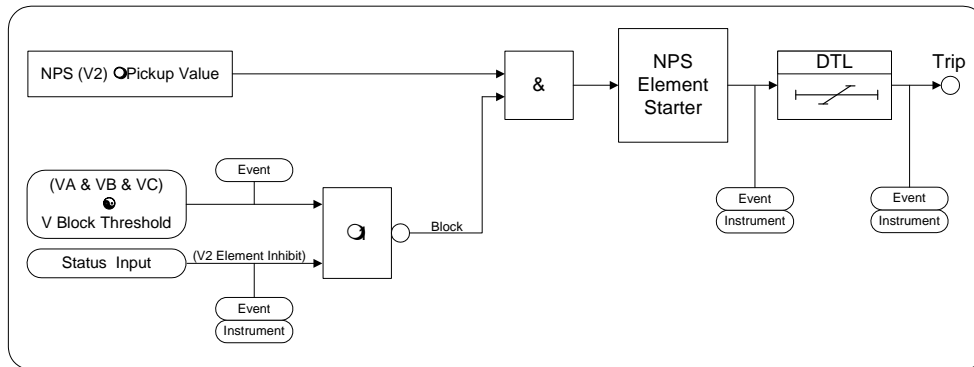 NPS (V2) Pickup Value
&
NPS
Element
Starter
DTL
Trip
(VA & VB & VC)
V Block Threshold
Event
Block
Status Input
(V2 Element Inhibit)
Event
Instrument
Event
Instrument
Event
Instrument